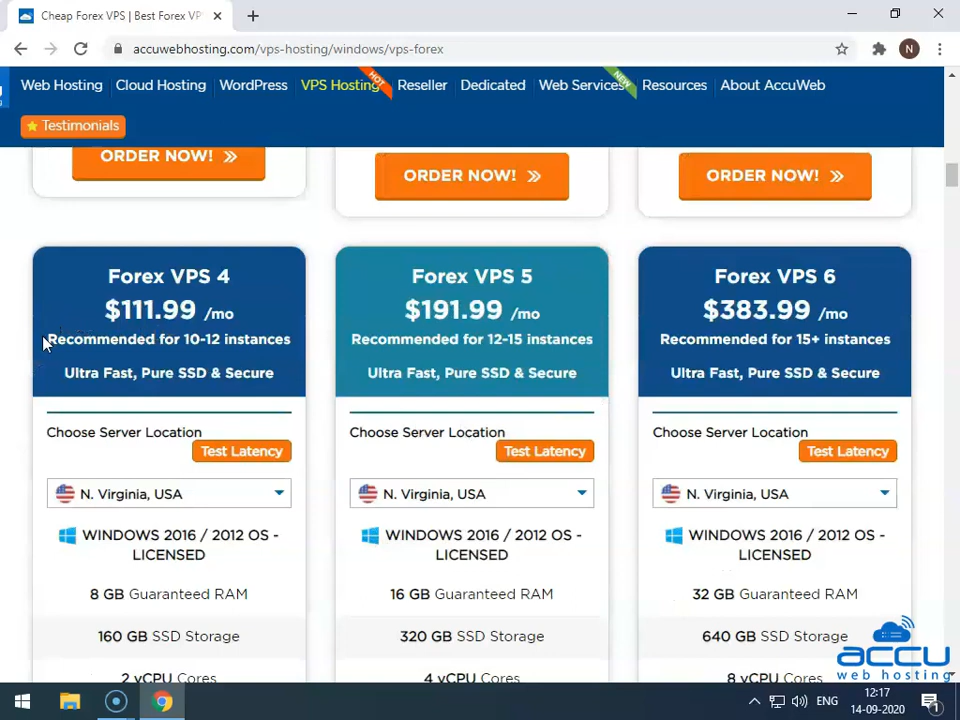 Cheap Forex VPS | Best Forex VP
accuwebhosting.com/vps-hosting/windows/vps-forex
N
HOT
NEW
Web Hosting Cloud Hosting WordPress VPS Hosting Reseller Dedicated Web Services Resources About AccuWeb
Testimonials
ORDER NOW! »
ORDER NOW! »
ORDER NOW! »
Forex VPS 4
$111.99 /mo
Recommended for 10-12 instances
Ultra Fast, Pure SSD & Secure
Choose Server Location
Test Latency
N. Virginia, USA
WINDOWS 2016 / 2012 OS -
LICENSED
8 GB Guaranteed RAM
160 GB SSD Storage
2 vCPU Cores
Forex VPS 5
$191.99 /mo
Recommended for 12-15 instances
Ultra Fast, Pure SSD & Secure
Choose Server Location
Test Latency
N. Virginia, USA
WINDOWS 2016 / 2012 OS -
LICENSED
16 GB Guaranteed RAM
320 GB SSD Storage
4 vCPU Cores
Forex VPS 6
$383.99 /mo
Recommended for 15+ instances
Ultra Fast, Pure SSD & Secure
Choose Server Location
Test Latency
N. Virginia, USA
WINDOWS 2016 / 2012 OS -
LICENSED
32 GB Guaranteed RAM
640 GB SSD Storage
8 vCPU Cores
accu
web hosting
ENG
12:17
14-09-2020
1